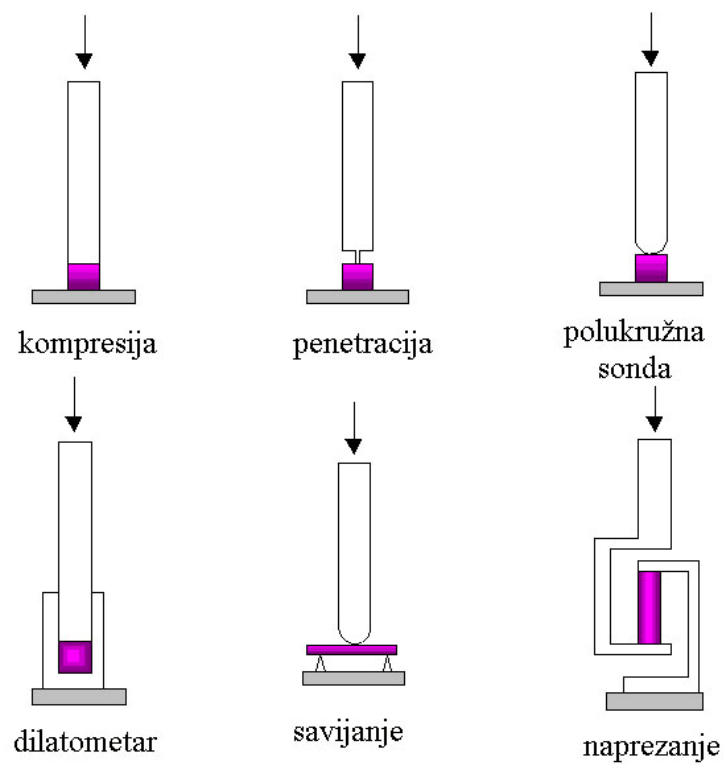 kompresija
penetracija
polukružna
sonda
dilatometar
savijanje
naprezanje